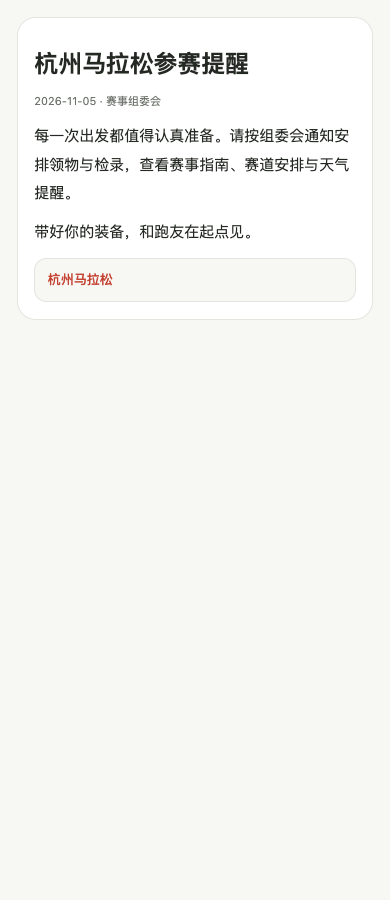 杭州马拉松参赛提醒
2026-11-05 · 赛事组委会
每一次出发都值得认真准备。请按组委会通知安
排领物与检录，查看赛事指南、赛道安排与天气
提醒。
带好你的装备，和跑友在起点见。
杭州马拉松